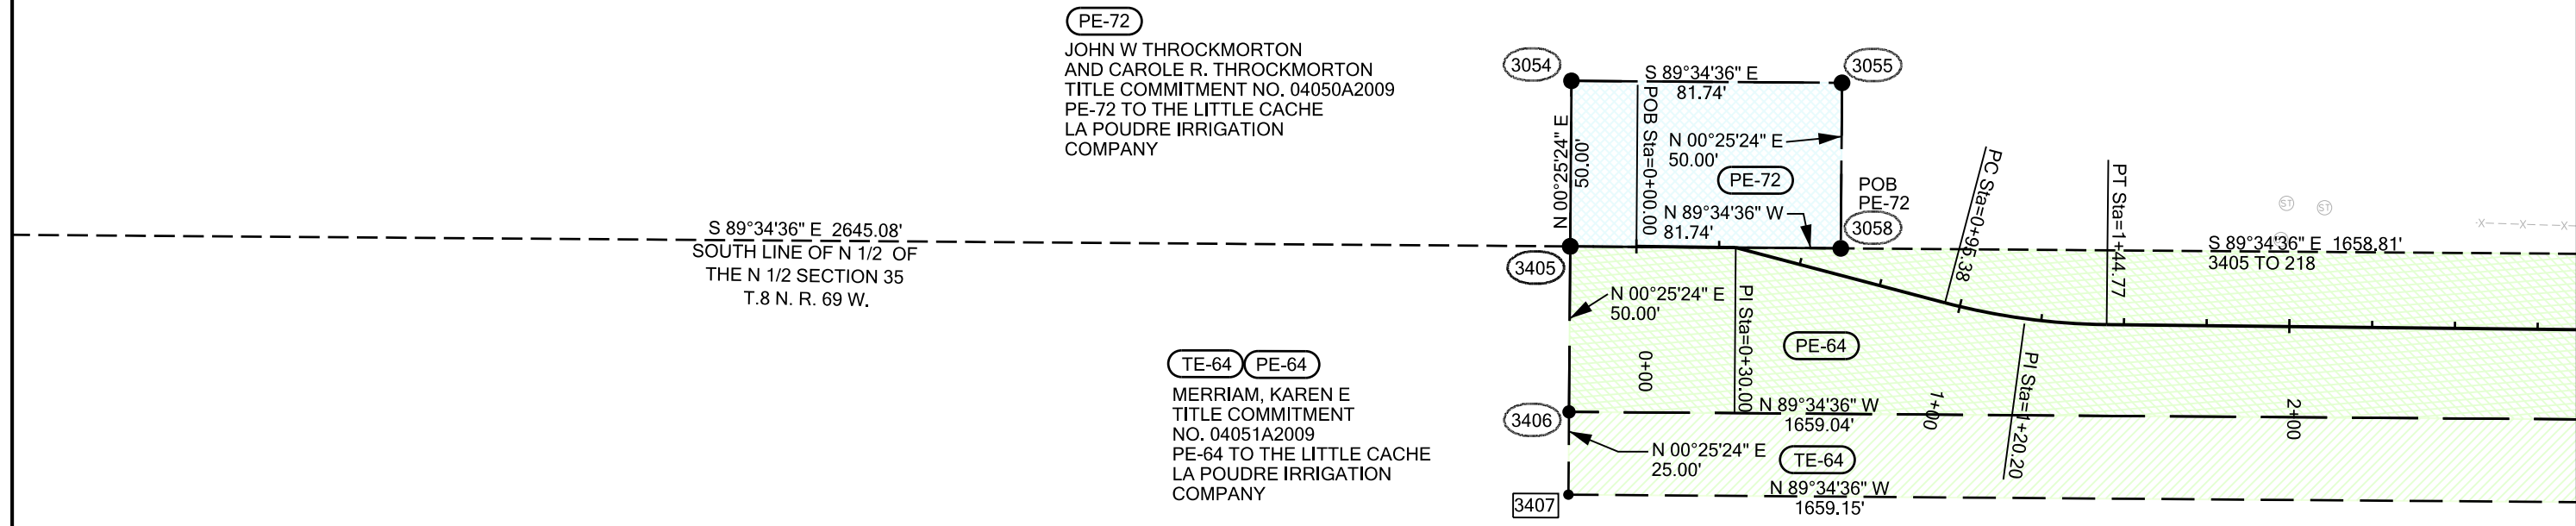 PE-72
JOHN W THROCKMORTON
AND CAROLE R. THROCKMORTON
TITLE COMMITMENT NO. 04050A2009
PE-72 TO THE LITTLE CACHE
LA POUDRE IRRIGATION
COMPANY
S 89°34'36" E 2645.08'
SOUTH LINE OF N 1/2 OF
THE N 1/2 SECTION 35
T.8 N. R. 69 W.
TE-64 PE-64
MERRIAM, KAREN E
TITLE COMMITMENT
NO. 04051A2009
PE-64 TO THE LITTLE CACHE
LA POUDRE IRRIGATION
COMPANY
3054
S 89°34'36" E
81.74'
3055
N 00°25'24" E
50.00'
POB Sta=0+00.00
N 00°25'24" E
50.00'
PE-72
N 89°34'36" W
81.74'
POB
PE-72
3058
3405
N 00°25'24" E
50.00'
0+00
PI Sta=0+30.00
PE-64
PC Sta=0+95.38
PT Sta=1+44.77
ST
ST
X X X
S 89°34'36" E 1658.81'
3405 TO 218
3406
N 89°34'36" W
1659.04'
1+00
PI Sta=1+20.20
2+00
N 00°25'24" E
25.00'
TE-64
3407
N 89°34'36" W
1659.15'